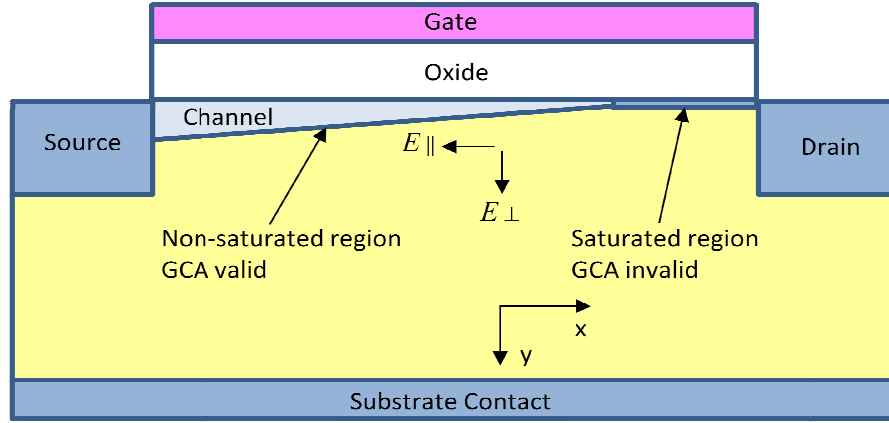 Gate
Oxide
Channel
Source
Drain
E ||
E ⊥
Non-saturated region
GCA valid
Saturated region
GCA invalid
x
y
Substrate Contact